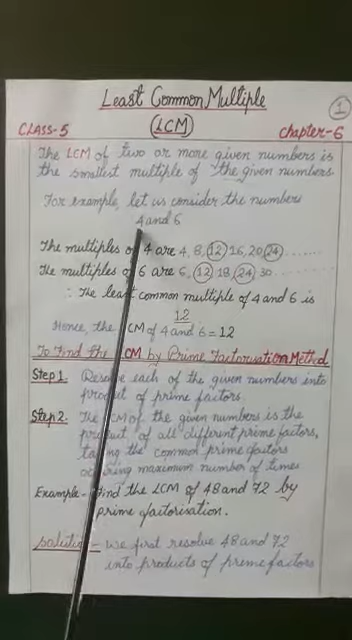 Least Common Multiple
(LCM)
1
CLASS-5
Chapter-6
The LCM of two or more given numbers is
the smallest multiple of the given numbers
For example, let us consider the numbers
4 and 6
The multiples of 4 are 4, 8, 12 16, 20 24 .......
The multiples of 6 are 6, 12 18, 24 30 .......
∴ The least common multiple of 4 and 6 is
12
Hence, the CM of 4 and 6 = 12
To Find the CM by Prime Factorisation Method
Step 1. Resolve each of the given numbers into
product of prime factors.
Step 2. The CM of the given numbers is the
product of all different prime factors,
taking the common prime factors
occuring maximum number of times
Example- Find the LCM of 48 and 72 by
prime factorisation.
Solution- We first resolve 48 and 72
into products of preme factors